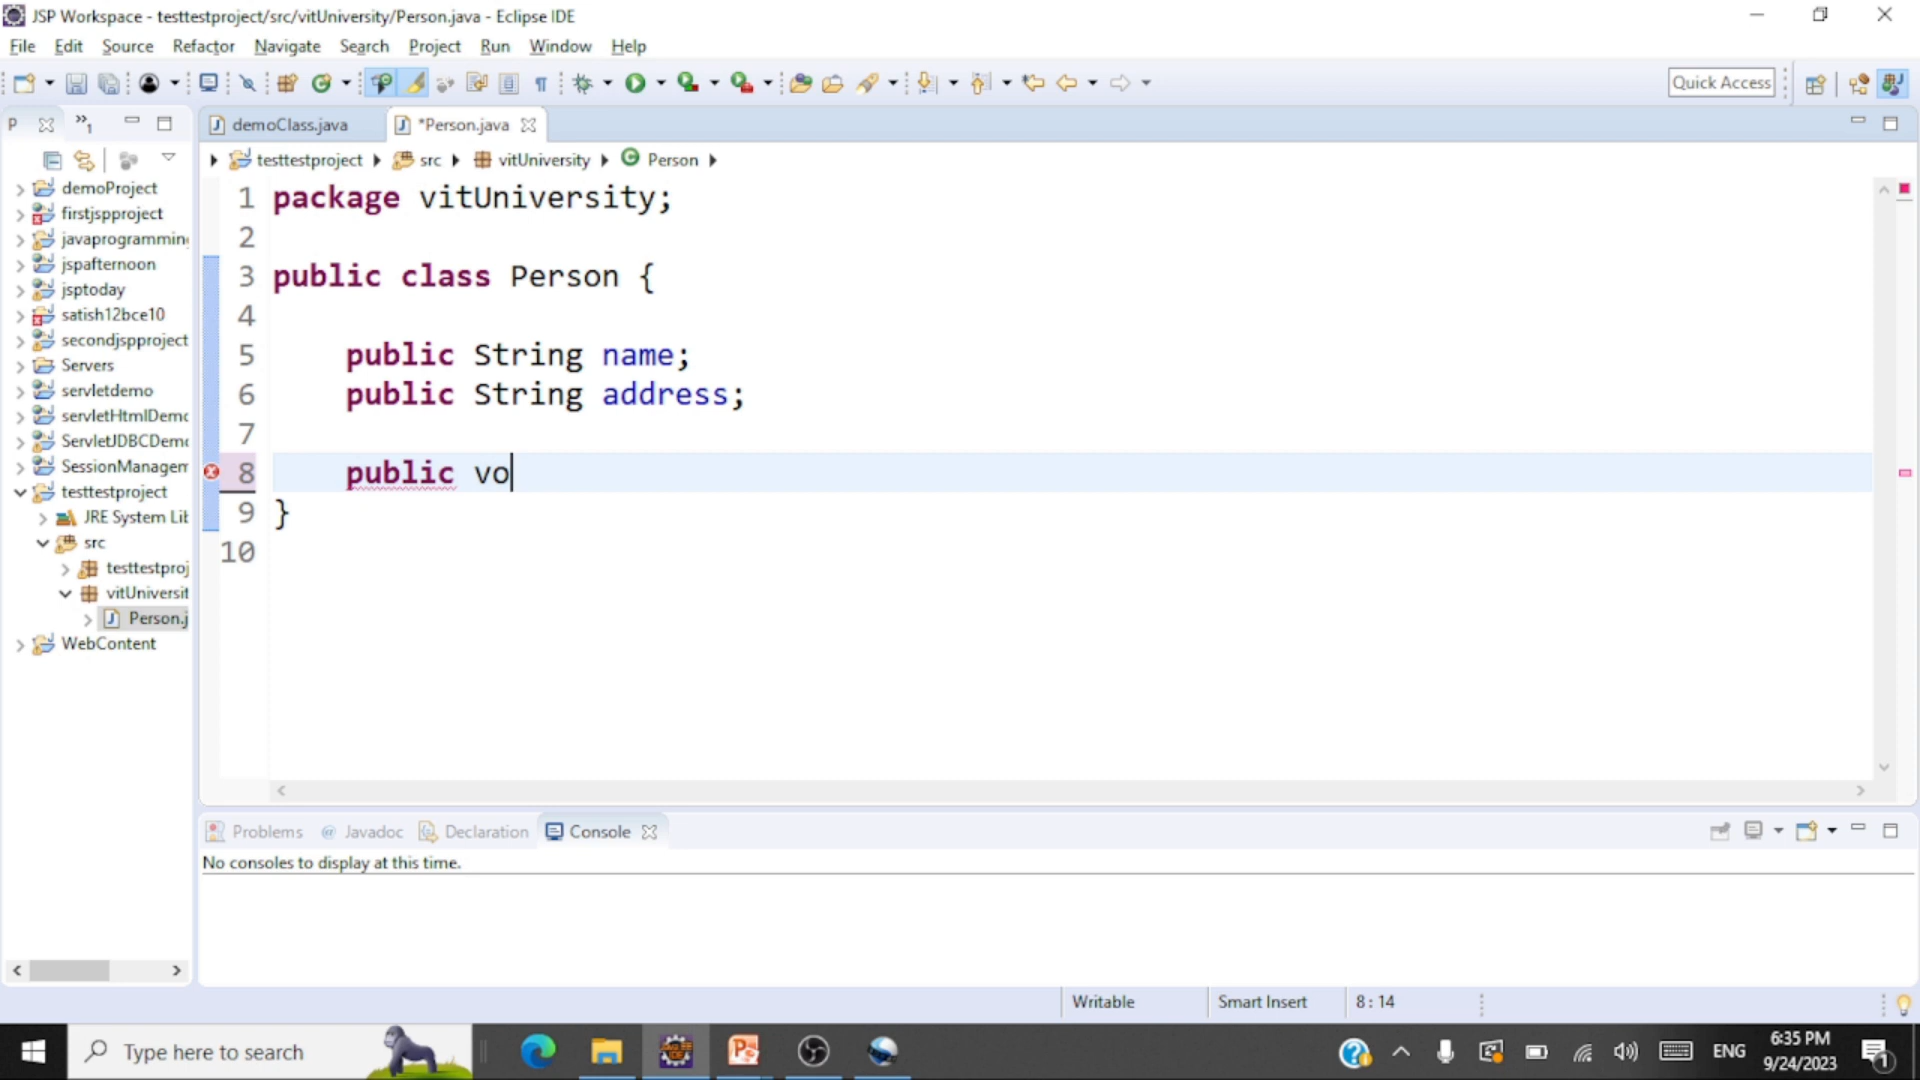 JSP Workspace - testtestproject/src/vitUniversity/Person.java - Eclipse IDE
File Edit Source Refactor Navigate Search Project Run Window Help
Quick Access
P
demoClass.java
*Person.java
testtestproject src vitUniversity Person
demoProject
firstjspproject
javaprogramming
jspafternoon
jsptoday
satish12bce10
secondjspproject
Servers
servletdemo
servletHtmlDemo
ServletJDBCDemo
SessionManagem
testtestproject
JRE System Lib
src
testtestproj
vitUniversit
Person.j
WebContent
1 package vitUniversity;
2
3 public class Person {
4
5 public String name;
6 public String address;
7
8 public vo
9 }
10
Problems @ Javadoc Declaration Console
No consoles to display at this time.
Writable Smart Insert 8 : 14
Type here to search
ENG
6:35 PM
9/24/2023
1